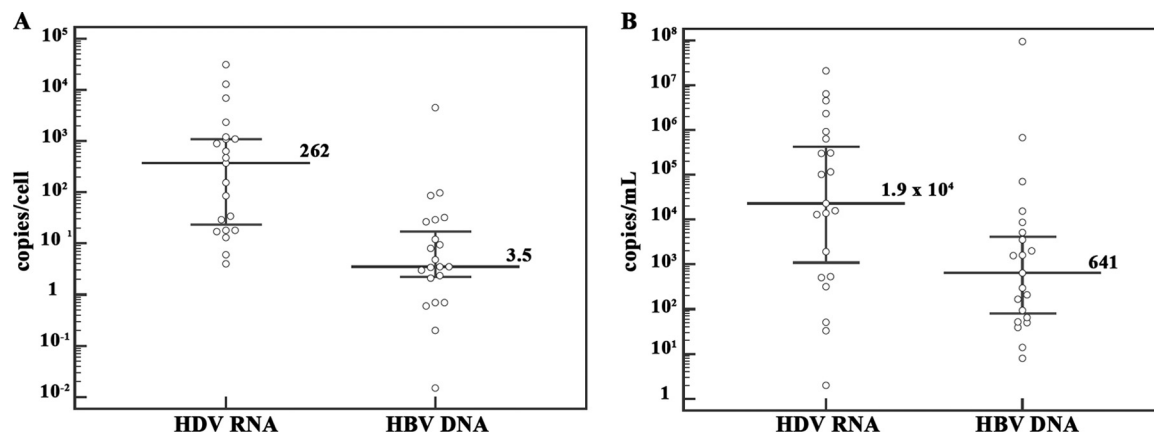 A
copies/cell
10⁵
10⁴
10³
10²
10¹
1
10⁻¹
10⁻²
262
3.5
HDV RNA
HBV DNA
B
copies/mL
10⁸
10⁷
10⁶
10⁵
10⁴
10³
10²
10¹
1
1.9 x 10⁴
641
HDV RNA
HBV DNA